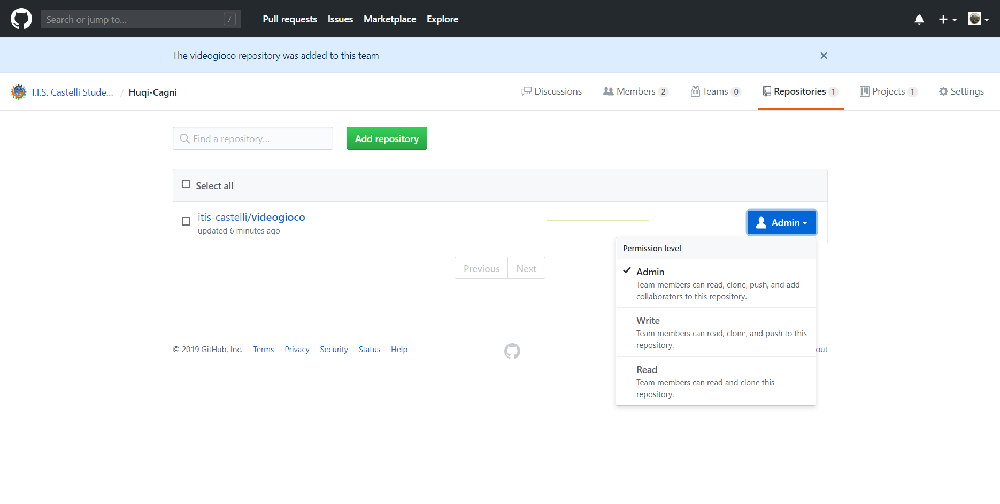 Search or jump to... /
Pull requests Issues Marketplace Explore
The videogioco repository was added to this team
I.I.S. Castelli Stude... / Huqi-Cagni
Discussions Members 2 Teams 0 Repositories 1 Projects 1 Settings
Find a repository...
Add repository
Select all
itis-castelli/videogioco
updated 6 minutes ago
Admin
Permission level
Admin
Team members can read, clone, push, and add
collaborators to this repository.
Write
Team members can read, clone, and push to this
repository.
Read
Team members can read and clone this
repository.
Previous Next
© 2019 GitHub, Inc. Terms Privacy Security Status Help
out